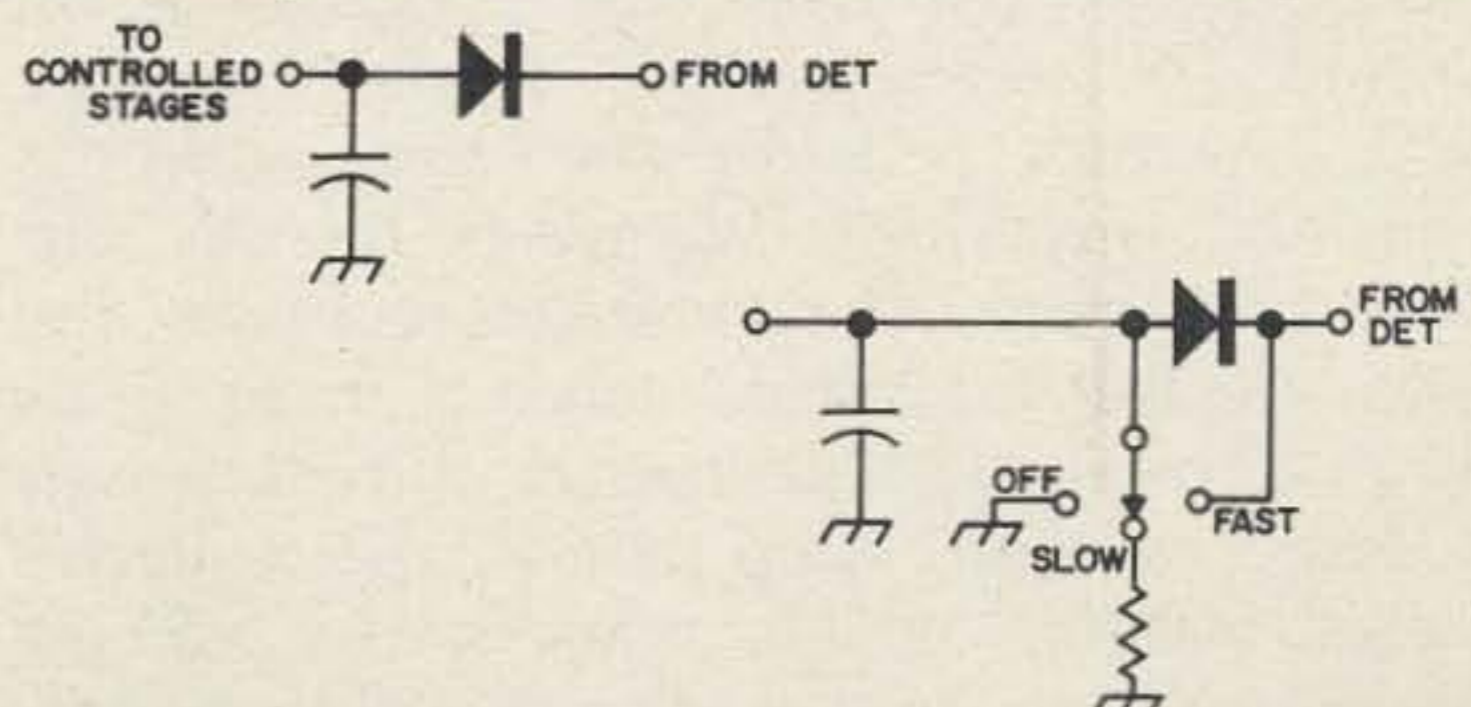 TO
CONTROLLED
STAGES
FROM DET
FROM
DET
OFF
FAST
SLOW